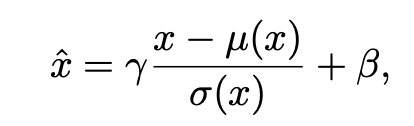 x̂ = γ (x − μ(x))/σ(x) + β,